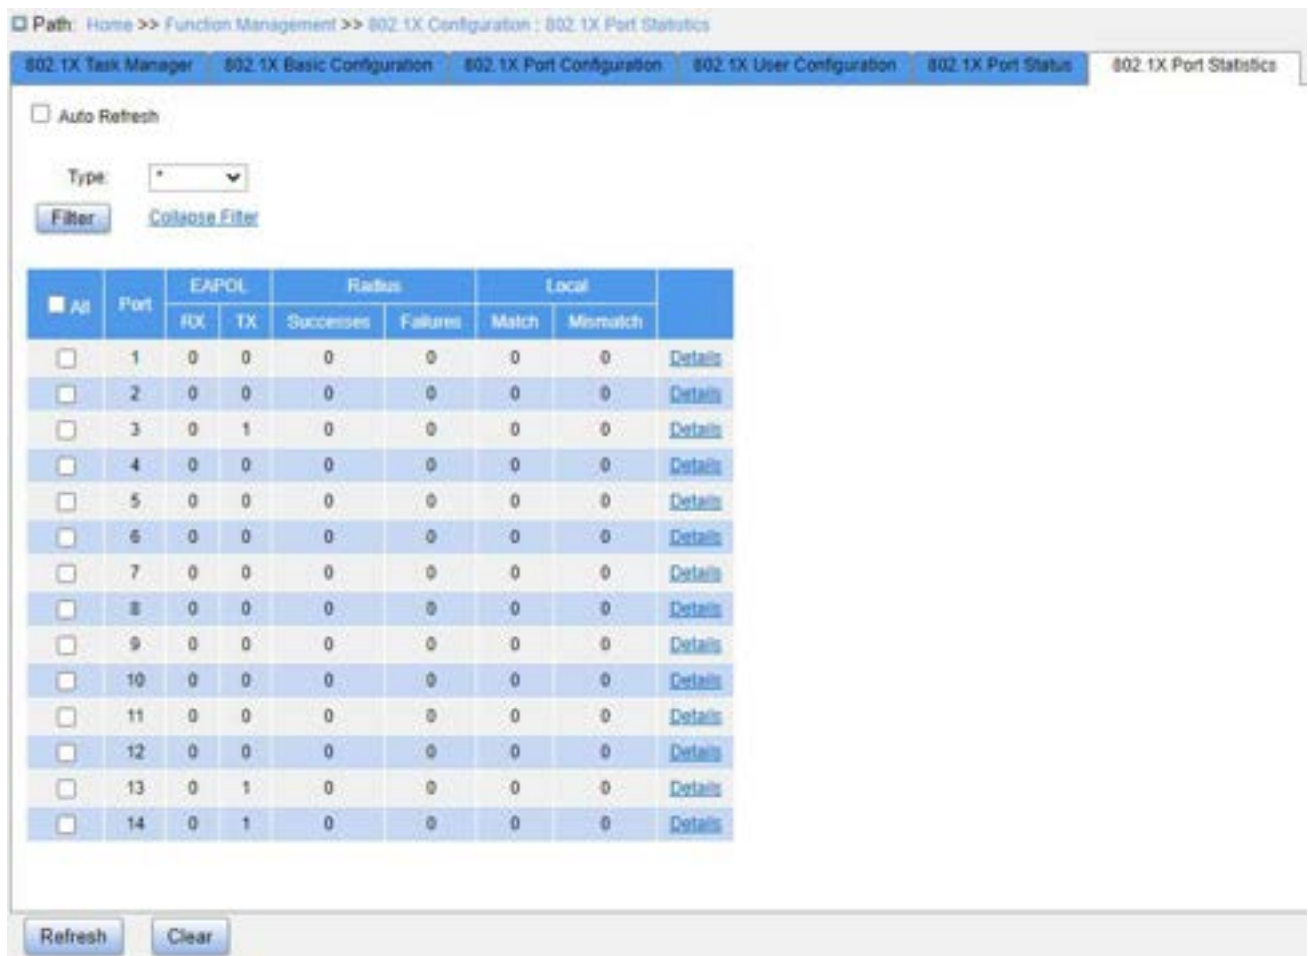 Path: Home >> Function Management >> 802.1X Configuration : 802.1X Port Statistics
802.1X Task Manager 802.1X Basic Configuration 802.1X Port Configuration 802.1X User Configuration 802.1X Port Status 802.1X Port Statistics
Auto Refresh
Type: *
Filter Collapse Filter
All Port EAPOL Radius Local
RX TX Successes Failures Match Mismatch
1 0 0 0 0 0 0 Details
2 0 0 0 0 0 0 Details
3 0 1 0 0 0 0 Details
4 0 0 0 0 0 0 Details
5 0 0 0 0 0 0 Details
6 0 0 0 0 0 0 Details
7 0 0 0 0 0 0 Details
8 0 0 0 0 0 0 Details
9 0 0 0 0 0 0 Details
10 0 0 0 0 0 0 Details
11 0 0 0 0 0 0 Details
12 0 0 0 0 0 0 Details
13 0 1 0 0 0 0 Details
14 0 1 0 0 0 0 Details
Refresh Clear